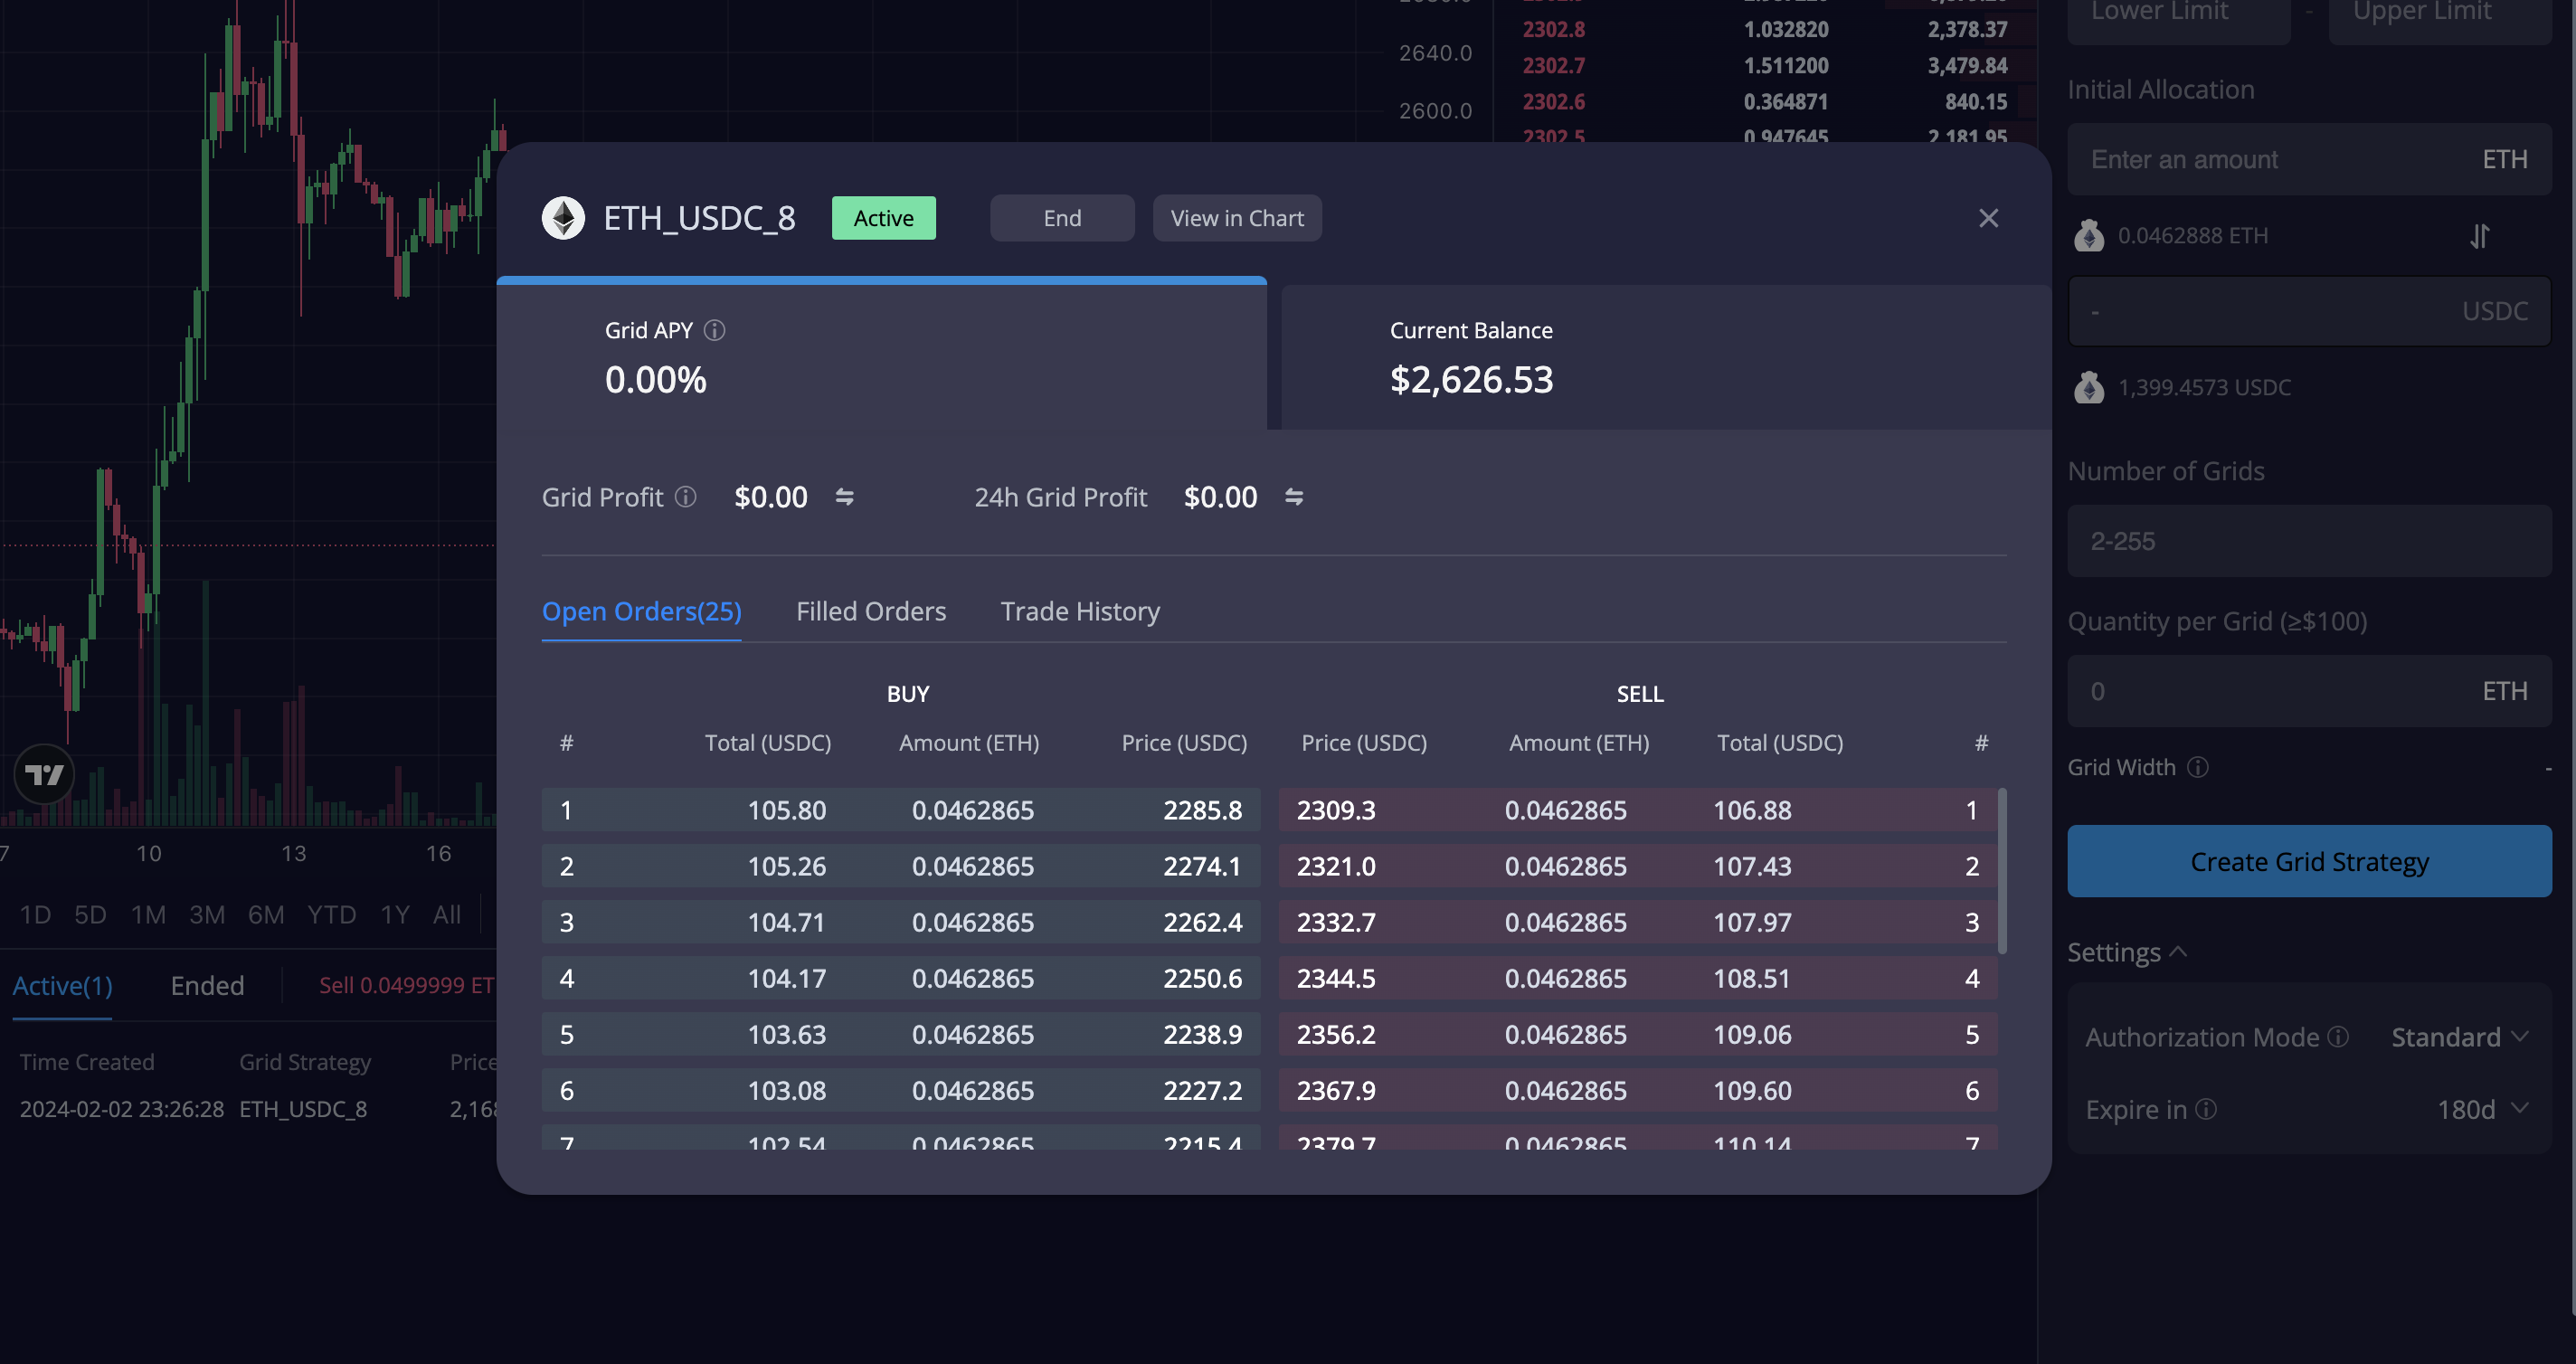 2640.0
2600.0
2302.8 1.032820 2,378.37
2302.7 1.511200 3,479.84
2302.6 0.364871 840.15
2302.5 0.947645 2,181.95
Lower Limit - Upper Limit
Initial Allocation
Enter an amount ETH
0.0462888 ETH
- USDC
1,399.4573 USDC
Number of Grids
2-255
Quantity per Grid (≥$100)
0 ETH
Grid Width -
Create Grid Strategy
Settings
Authorization Mode Standard
Expire in 180d
ETH_USDC_8 Active End View in Chart
Grid APY
0.00%
Current Balance
$2,626.53
Grid Profit $0.00 24h Grid Profit $0.00
Open Orders(25) Filled Orders Trade History
BUY SELL
# Total (USDC) Amount (ETH) Price (USDC) Price (USDC) Amount (ETH) Total (USDC) #
1 105.80 0.0462865 2285.8 2309.3 0.0462865 106.88 1
2 105.26 0.0462865 2274.1 2321.0 0.0462865 107.43 2
3 104.71 0.0462865 2262.4 2332.7 0.0462865 107.97 3
4 104.17 0.0462865 2250.6 2344.5 0.0462865 108.51 4
5 103.63 0.0462865 2238.9 2356.2 0.0462865 109.06 5
6 103.08 0.0462865 2227.2 2367.9 0.0462865 109.60 6
7 102.54 0.0462865 2215.4 2379.7 0.0462865 110.14 7
7 10 13 16
1D 5D 1M 3M 6M YTD 1Y All
Active(1) Ended Sell 0.0499999 ET
Time Created Grid Strategy Price
2024-02-02 23:26:28 ETH_USDC_8 2,168